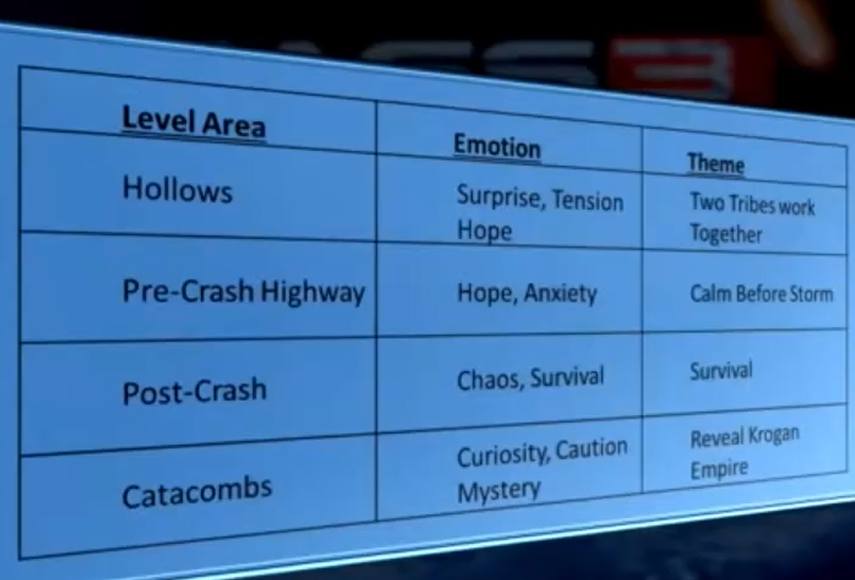 3
Level Area Emotion Theme
Hollows Surprise, Tension Two Tribes work
Hope Together
Pre-Crash Highway Hope, Anxiety Calm Before Storm
Post-Crash Chaos, Survival Survival
Catacombs Curiosity, Caution Reveal Krogan
Mystery Empire